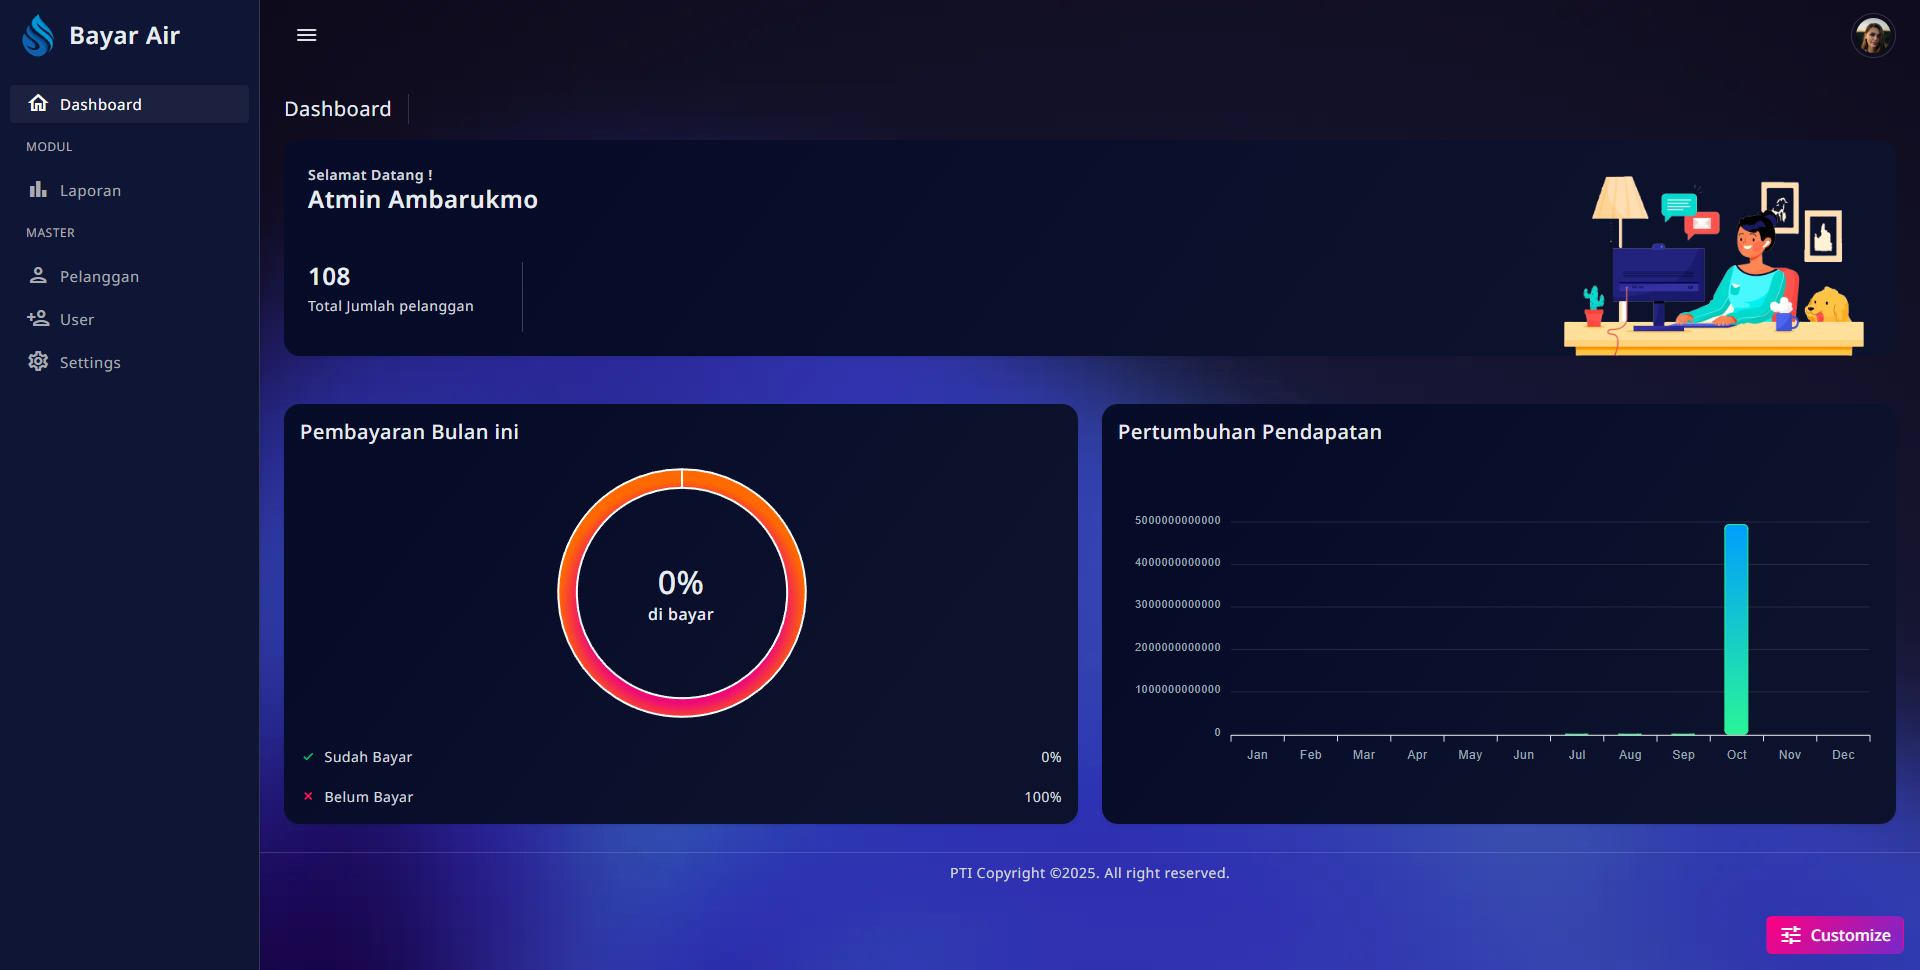 Bayar Air
Dashboard
MODUL
Laporan
MASTER
Pelanggan
User
Settings
Dashboard
Selamat Datang !
Atmin Ambarukmo
108
Total Jumlah pelanggan
Pembayaran Bulan ini
0%
di bayar
Sudah Bayar 0%
Belum Bayar 100%
Pertumbuhan Pendapatan
5000000000000
4000000000000
3000000000000
2000000000000
1000000000000
0
Jan Feb Mar Apr May Jun Jul Aug Sep Oct Nov Dec
PTI Copyright ©2025. All right reserved.
Customize